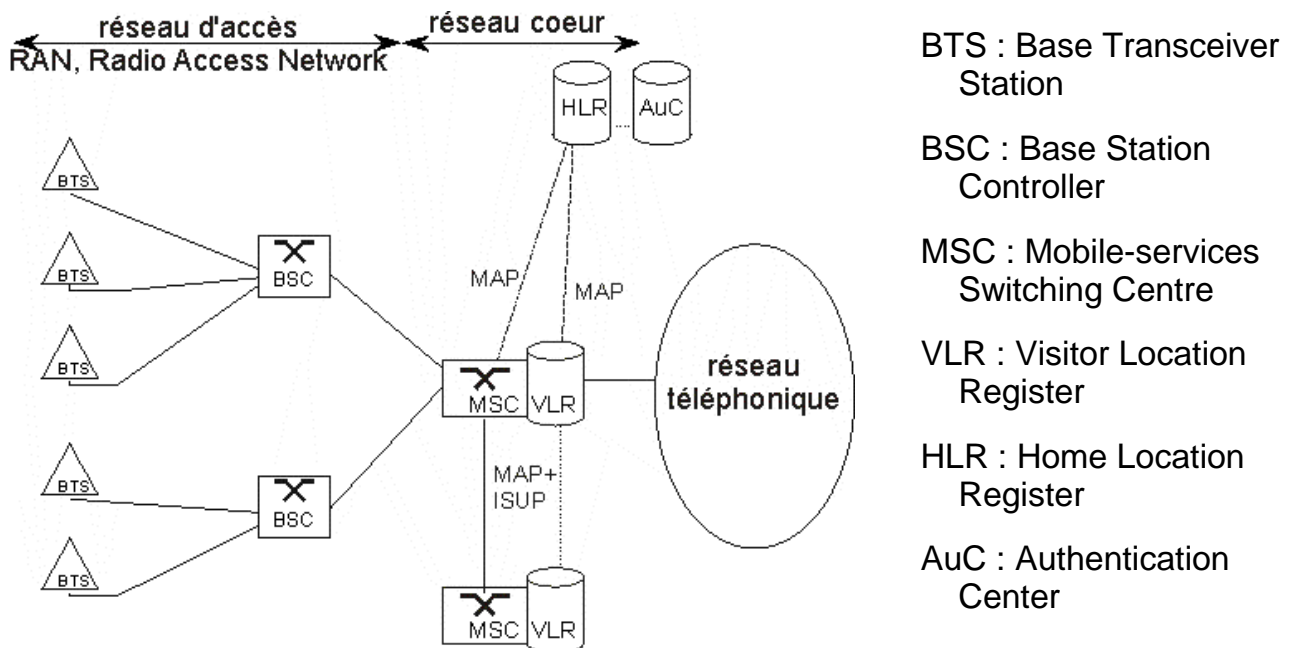 réseau d'accès
RAN, Radio Access Network
réseau coeur
HLR
AuC
BTS
BTS
BTS
BSC
MAP
MAP
MSC
VLR
réseau
téléphonique
BTS
BTS
BSC
MAP+
ISUP
MSC
VLR
BTS : Base Transceiver
Station
BSC : Base Station
Controller
MSC : Mobile-services
Switching Centre
VLR : Visitor Location
Register
HLR : Home Location
Register
AuC : Authentication
Center